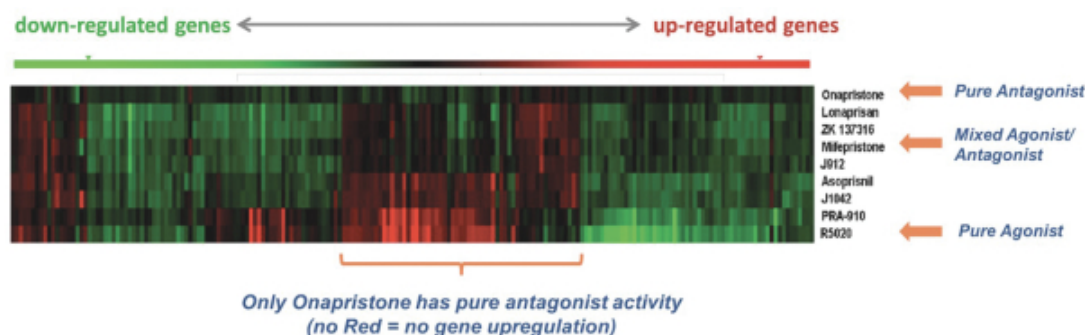 down-regulated genes
up-regulated genes
Onapristone
Pure Antagonist
Lonaprisan
ZK 137316
Mifepristone
Mixed Agonist/
Antagonist
J912
Asoprisnil
J1042
PRA-910
R5020
Pure Agonist
Only Onapristone has pure antagonist activity
(no Red = no gene upregulation)